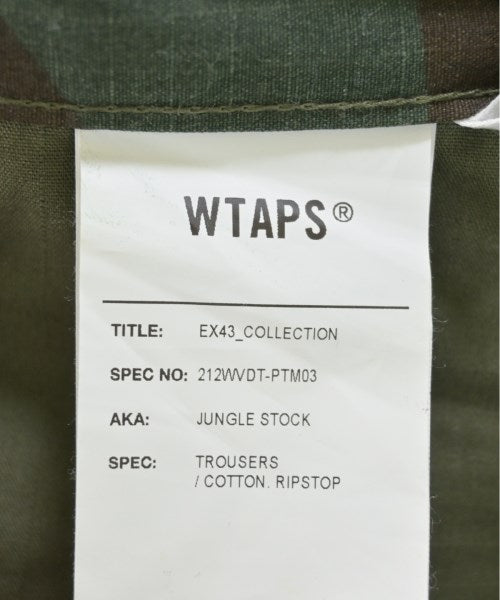 WTAPS®
TITLE: EX43_COLLECTION
SPEC NO: 212WVDT-PTM03
AKA: JUNGLE STOCK
SPEC: TROUSERS
/ COTTON. RIPSTOP